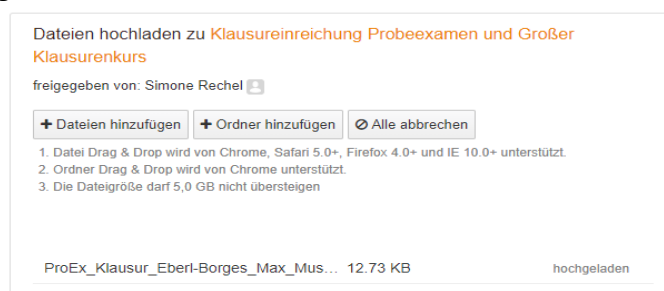 Dateien hochladen zu Klausureinreichung Probeexamen und Großer
Klausurenkurs
freigegeben von: Simone Rechel
+ Dateien hinzufügen + Ordner hinzufügen Alle abbrechen
1. Datei Drag & Drop wird von Chrome, Safari 5.0+, Firefox 4.0+ und IE 10.0+ unterstützt.
2. Ordner Drag & Drop wird von Chrome unterstützt.
3. Die Dateigröße darf 5,0 GB nicht übersteigen
ProEx_Klausur_Eberl-Borges_Max_Mus... 12.73 KB hochgeladen